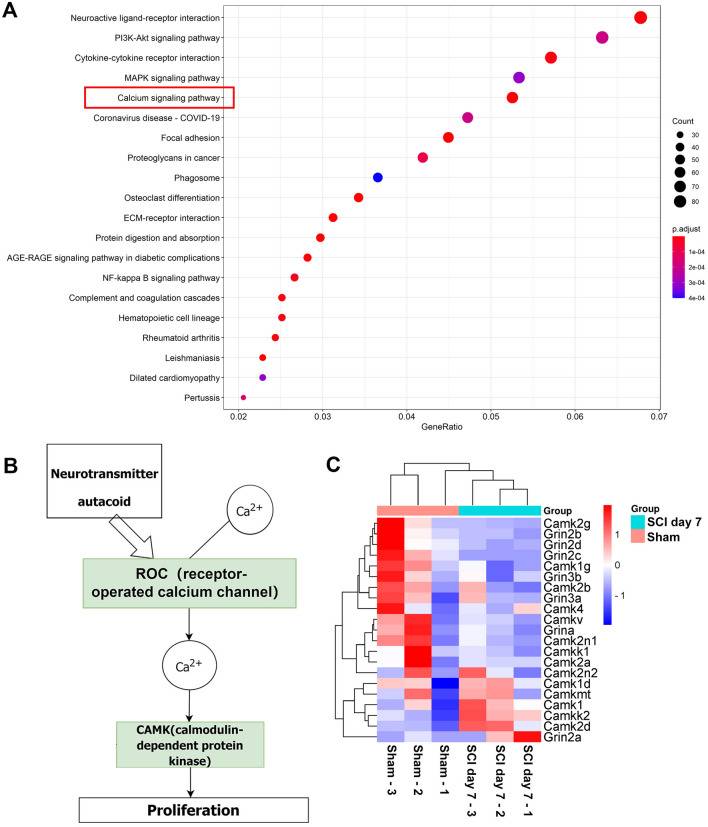 A
Neuroactive ligand-receptor interaction
PI3K-Akt signaling pathway
Cytokine-cytokine receptor interaction
MAPK signaling pathway
Calcium signaling pathway
Coronavirus disease - COVID-19
Focal adhesion
Proteoglycans in cancer
Phagosome
Osteoclast differentiation
ECM-receptor interaction
Protein digestion and absorption
AGE-RAGE signaling pathway in diabetic complications
NF-kappa B signaling pathway
Complement and coagulation cascades
Hematopoietic cell lineage
Rheumatoid arthritis
Leishmaniasis
Dilated cardiomyopathy
Pertussis
0.02 0.03 0.04 0.05 0.06 0.07
GeneRatio
Count
30
40
50
60
70
80
p.adjust
1e-04
2e-04
3e-04
4e-04
B
Neurotransmitter
autacoid
Ca2+
ROC (receptor-
operated calcium channel)
Ca2+
CAMK(calmodulin-
dependent protein
kinase)
Proliferation
C
Group
Camk2g
Grin2b
Grin2d
Grin2c
Camk1g
Grin3b
Camk2b
Grin3a
Camk4
Camkv
Grina
Camk2n1
Camkk1
Camk2a
Camk2n2
Camk1d
Camkmt
Camk1
Camkk2
Camk2d
Grin2a
Sham - 3
Sham - 2
Sham - 1
SCI day 7 - 3
SCI day 7 - 2
SCI day 7 - 1
1
0
-1
Group
SCI day 7
Sham